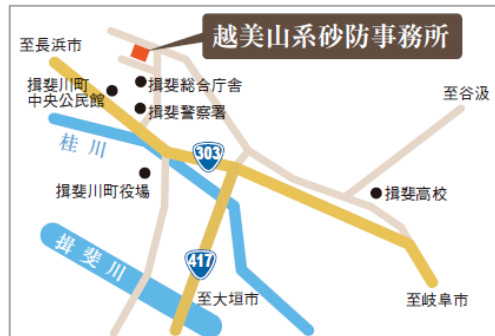 越美山系砂防事務所
至長浜市
揖斐川町
中央公民館
揖斐総合庁舎
揖斐警察署
至谷汲
桂川
303
揖斐川町役場
揖斐高校
揖斐川
417
至大垣市
至岐阜市